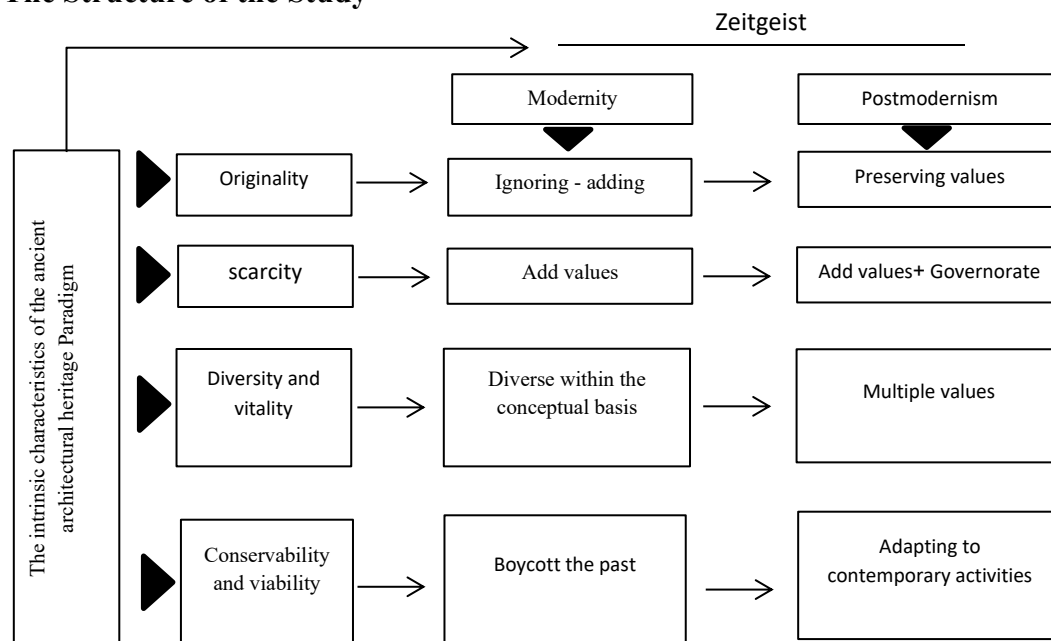 The Structure of the Study
Zeitgeist
Modernity
Postmodernism
The intrinsic characteristics of the ancient
architectural heritage Paradigm
Originality
Ignoring - adding
Preserving values
scarcity
Add values
Add values+ Governorate
Diversity and
vitality
Diverse within the
conceptual basis
Multiple values
Conservability
and viability
Boycott the past
Adapting to
contemporary activities